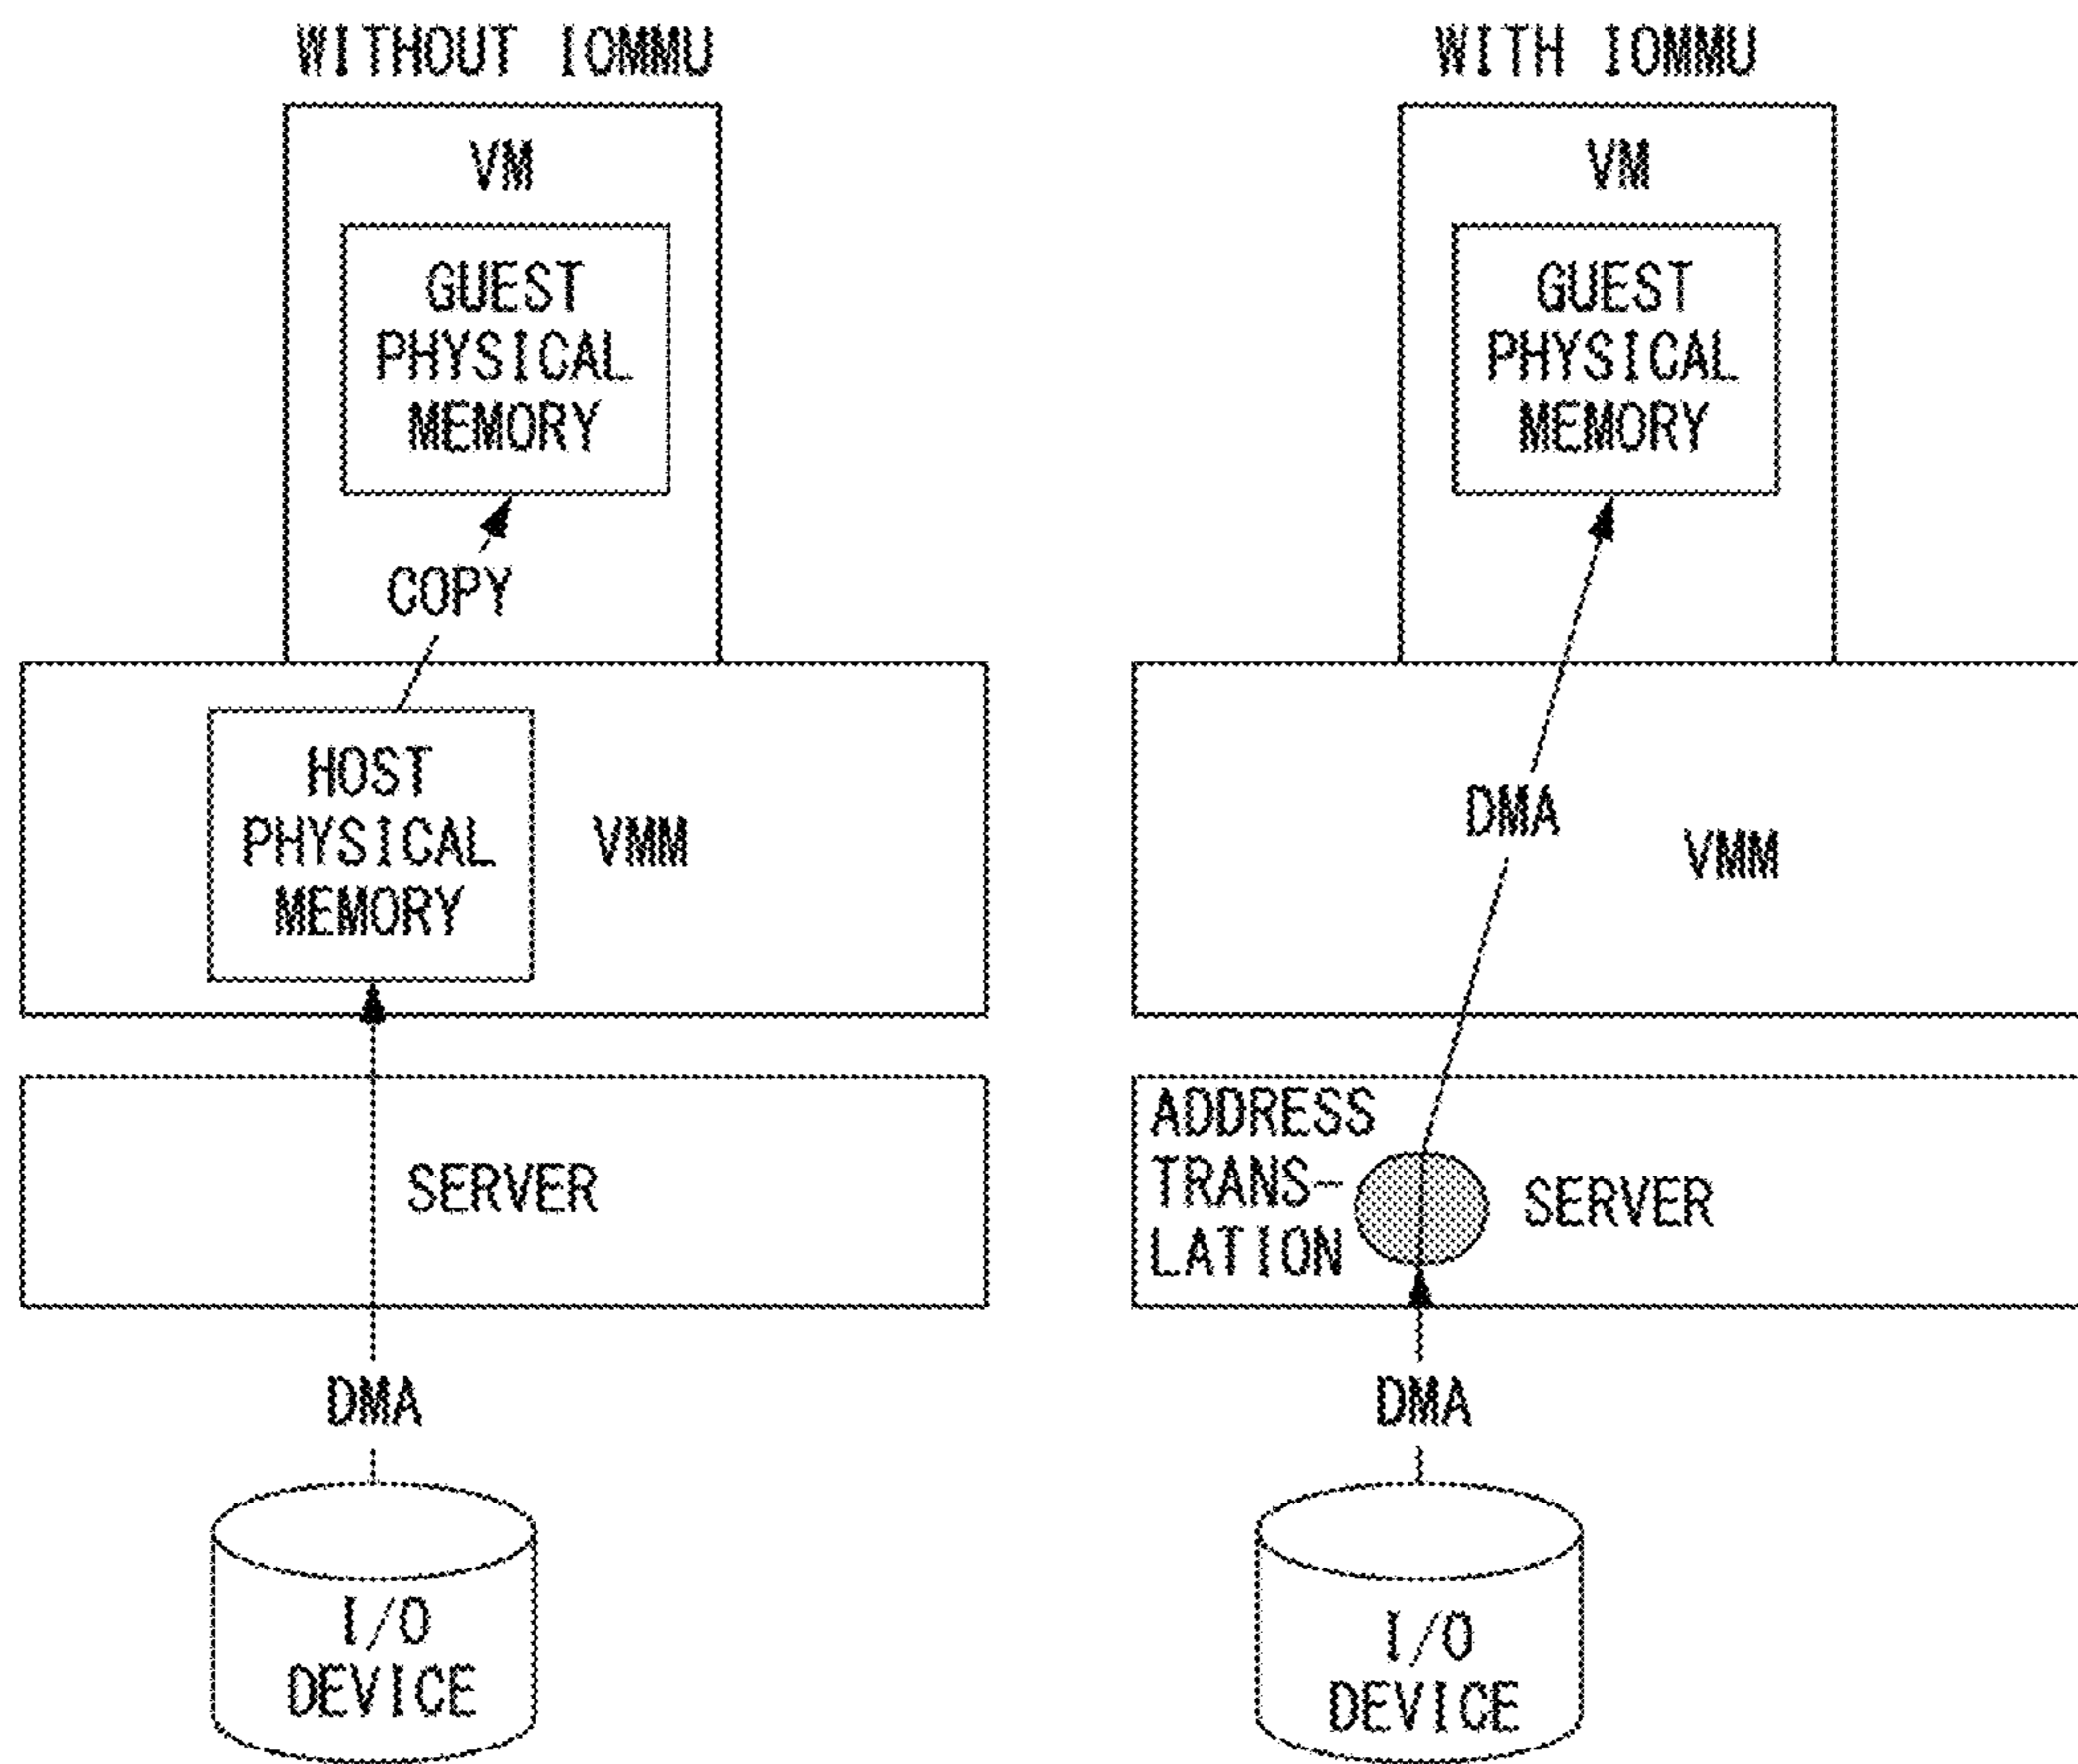 WITHOUT IOMMU
VM
GUEST
PHYSICAL
MEMORY
COPY
HOST
PHYSICAL
MEMORY
VMM
SERVER
DMA
I/O
DEVICE
WITH IOMMU
VM
GUEST
PHYSICAL
MEMORY
DMA
VMM
ADDRESS
TRANS-
LATION
SERVER
DMA
I/O
DEVICE